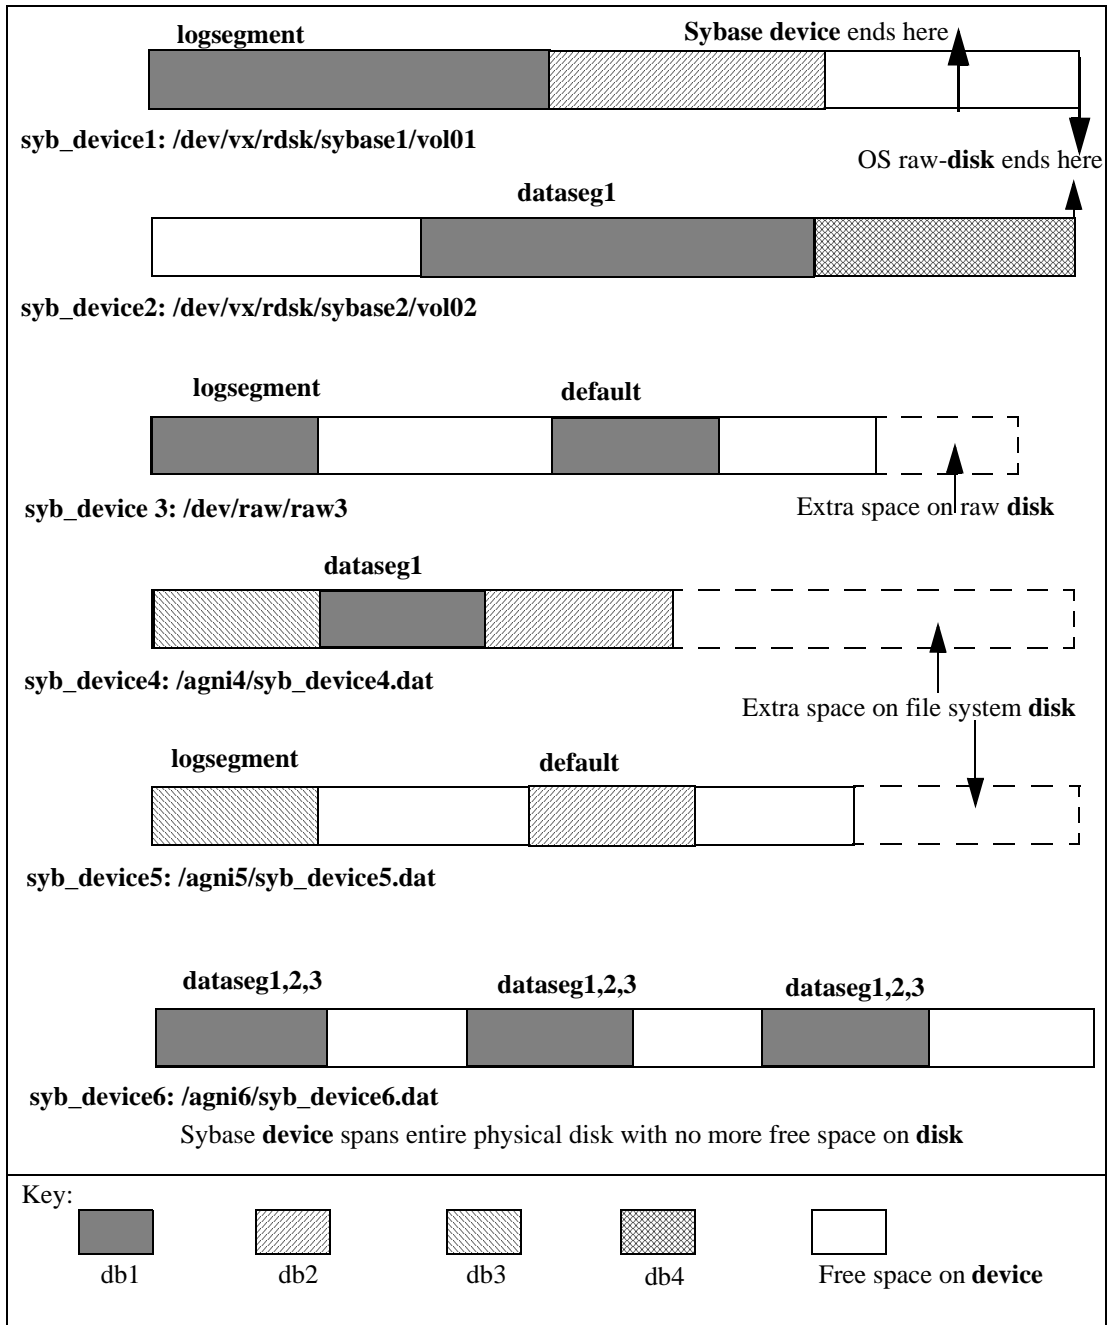 logsegment
Sybase device ends here
syb_device1: /dev/vx/rdsk/sybase1/vol01
OS raw-disk ends here
dataseg1
syb_device2: /dev/vx/rdsk/sybase2/vol02
logsegment
default
syb_device 3: /dev/raw/raw3
Extra space on raw disk
dataseg1
syb_device4: /agni4/syb_device4.dat
Extra space on file system disk
logsegment
default
syb_device5: /agni5/syb_device5.dat
dataseg1,2,3
dataseg1,2,3
dataseg1,2,3
syb_device6: /agni6/syb_device6.dat
Sybase device spans entire physical disk with no more free space on disk
Key:
db1
db2
db3
db4
Free space on device